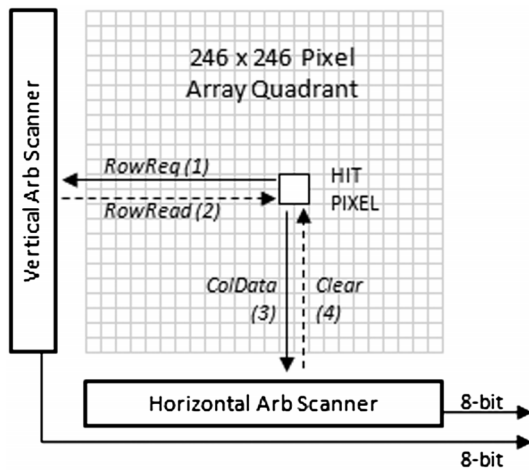 246 x 246 Pixel
Array Quadrant
Vertical Arb Scanner
RowReq (1)
HIT
RowRead (2)
PIXEL
ColData
(3)
Clear
(4)
Horizontal Arb Scanner
8-bit
8-bit